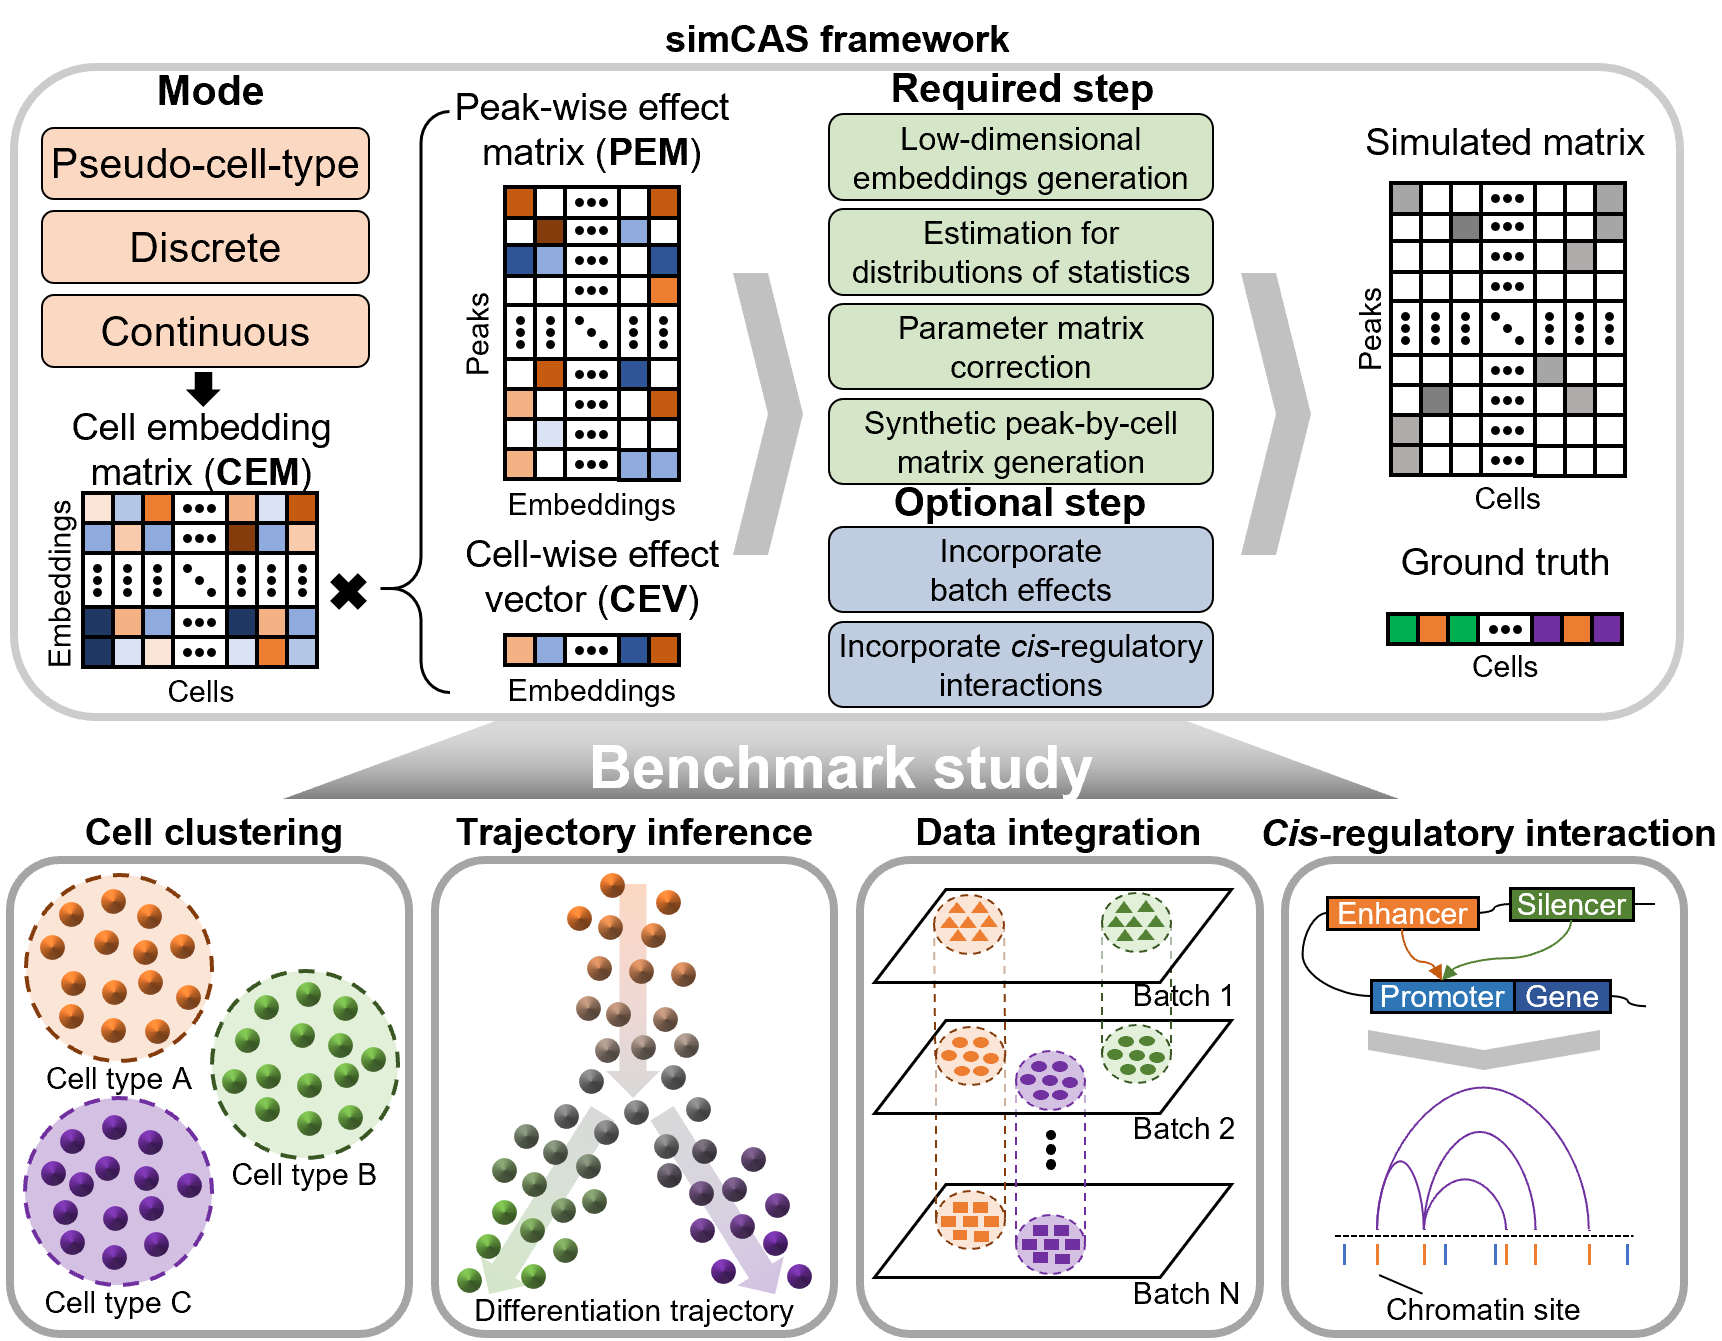 simCAS framework
Mode
Pseudo-cell-type
Discrete
Continuous
Cell embedding
matrix (CEM)
Embeddings
Cells
Peak-wise effect
matrix (PEM)
Peaks
Embeddings
Cell-wise effect
vector (CEV)
Embeddings
Required step
Low-dimensional
embeddings generation
Estimation for
distributions of statistics
Parameter matrix
correction
Synthetic peak-by-cell
matrix generation
Optional step
Incorporate
batch effects
Incorporate cis-regulatory
interactions
Simulated matrix
Peaks
Cells
Ground truth
Cells
Benchmark study
Cell clustering
Cell type A
Cell type B
Cell type C
Trajectory inference
Differentiation trajectory
Data integration
Batch 1
Batch 2
Batch N
Cis-regulatory interaction
Enhancer
Silencer
Promoter
Gene
Chromatin site